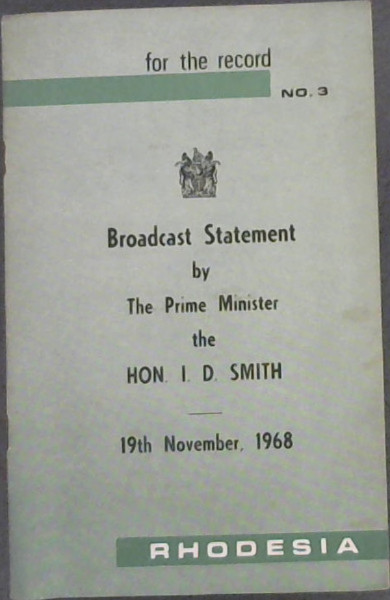 for the record
NO. 3
Broadcast Statement
by
The Prime Minister
the
HON. I. D. SMITH
19th November, 1968
RHODESIA